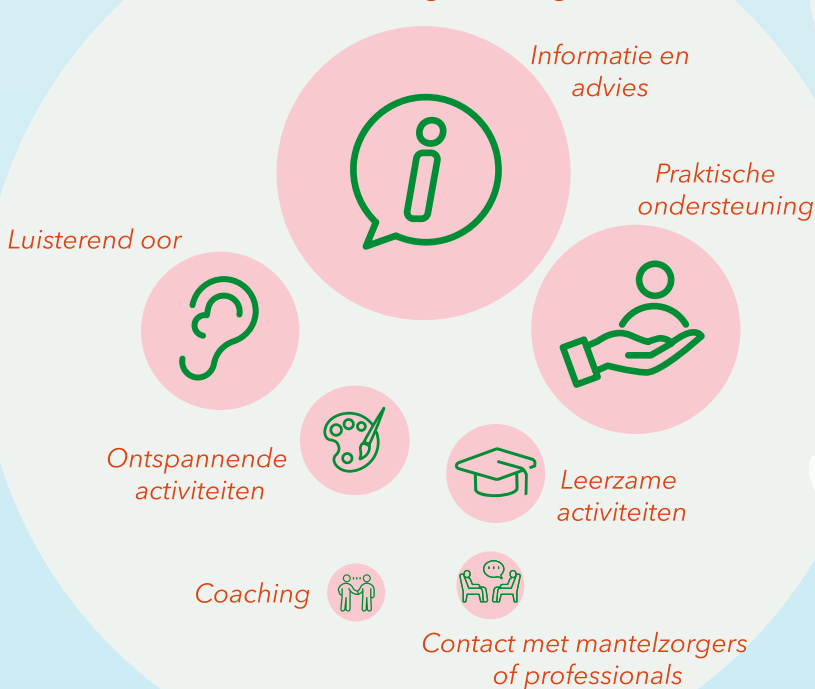 Informatie en
advies
Praktische
ondersteuning
Luisterend oor
Ontspannende
activiteiten
Leerzame
activiteiten
Coaching
Contact met mantelzorgers
of professionals